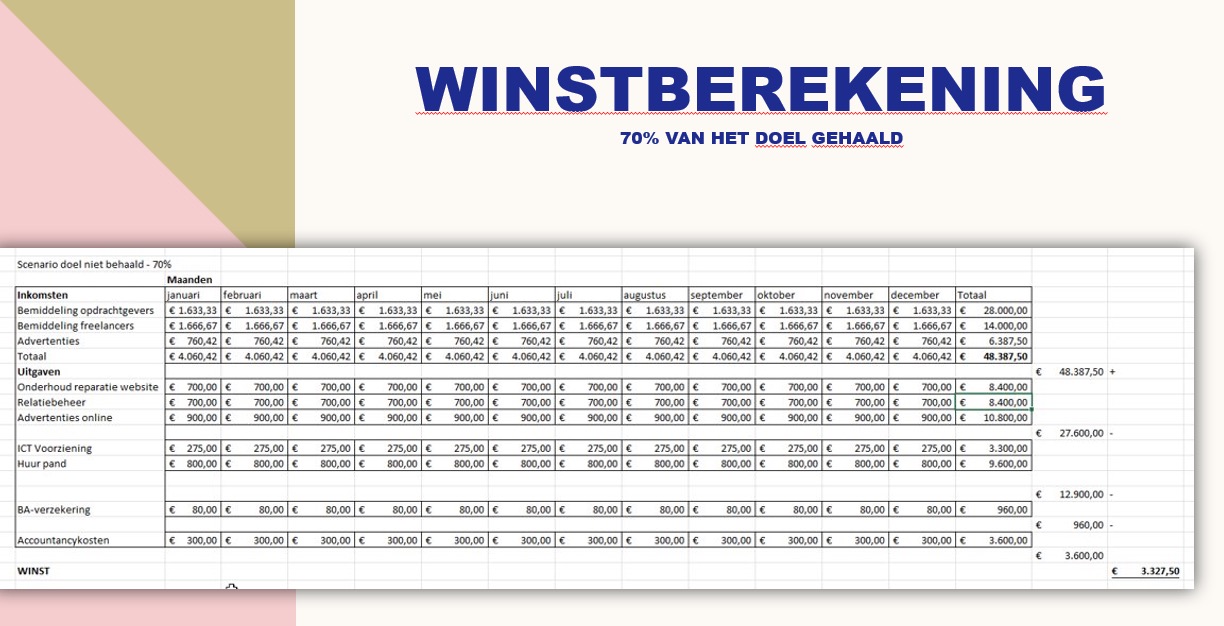 WINSTBEREKENING
70% VAN HET DOEL GEHAALD
Scenario doel niet behaald - 70%
Maanden
Inkomsten januari februari maart april mei juni juli augustus september oktober november december Totaal
Bemiddeling opdrachtgevers € 1.633,33 € 1.633,33 € 1.633,33 € 1.633,33 € 1.633,33 € 1.633,33 € 1.633,33 € 1.633,33 € 1.633,33 € 1.633,33 € 1.633,33 € 1.633,33 € 28.000,00
Bemiddeling freelancers € 1.666,67 € 1.666,67 € 1.666,67 € 1.666,67 € 1.666,67 € 1.666,67 € 1.666,67 € 1.666,67 € 1.666,67 € 1.666,67 € 1.666,67 € 1.666,67 € 14.000,00
Advertenties € 760,42 € 760,42 € 760,42 € 760,42 € 760,42 € 760,42 € 760,42 € 760,42 € 760,42 € 760,42 € 760,42 € 760,42 € 6.387,50
Totaal € 4.060,42 € 4.060,42 € 4.060,42 € 4.060,42 € 4.060,42 € 4.060,42 € 4.060,42 € 4.060,42 € 4.060,42 € 4.060,42 € 4.060,42 € 4.060,42 € 48.387,50
Uitgaven € 48.387,50 +
Onderhoud reparatie website € 700,00 € 700,00 € 700,00 € 700,00 € 700,00 € 700,00 € 700,00 € 700,00 € 700,00 € 700,00 € 700,00 € 700,00 € 8.400,00
Relatiebeheer € 700,00 € 700,00 € 700,00 € 700,00 € 700,00 € 700,00 € 700,00 € 700,00 € 700,00 € 700,00 € 700,00 € 700,00 € 8.400,00
Advertenties online € 900,00 € 900,00 € 900,00 € 900,00 € 900,00 € 900,00 € 900,00 € 900,00 € 900,00 € 900,00 € 900,00 € 900,00 € 10.800,00
€ 27.600,00 -
ICT Voorziening € 275,00 € 275,00 € 275,00 € 275,00 € 275,00 € 275,00 € 275,00 € 275,00 € 275,00 € 275,00 € 275,00 € 275,00 € 3.300,00
Huur pand € 800,00 € 800,00 € 800,00 € 800,00 € 800,00 € 800,00 € 800,00 € 800,00 € 800,00 € 800,00 € 800,00 € 800,00 € 9.600,00
€ 12.900,00 -
BA-verzekering € 80,00 € 80,00 € 80,00 € 80,00 € 80,00 € 80,00 € 80,00 € 80,00 € 80,00 € 80,00 € 80,00 € 80,00 € 960,00
€ 960,00 -
Accountancykosten € 300,00 € 300,00 € 300,00 € 300,00 € 300,00 € 300,00 € 300,00 € 300,00 € 300,00 € 300,00 € 300,00 € 300,00 € 3.600,00
€ 3.600,00
WINST € 3.327,50